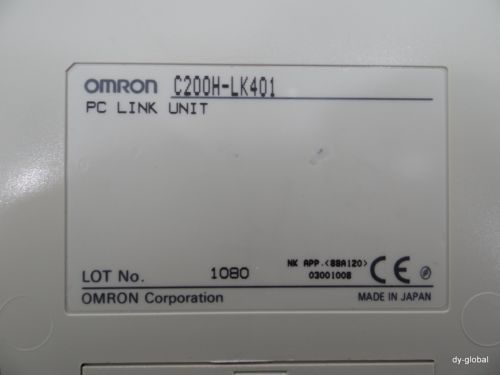 OMRON C200H-LK401
PC LINK UNIT
NK APP.<88A120>
LOT No. 1080 03001008 CE
OMRON Corporation MADE IN JAPAN
dy-global